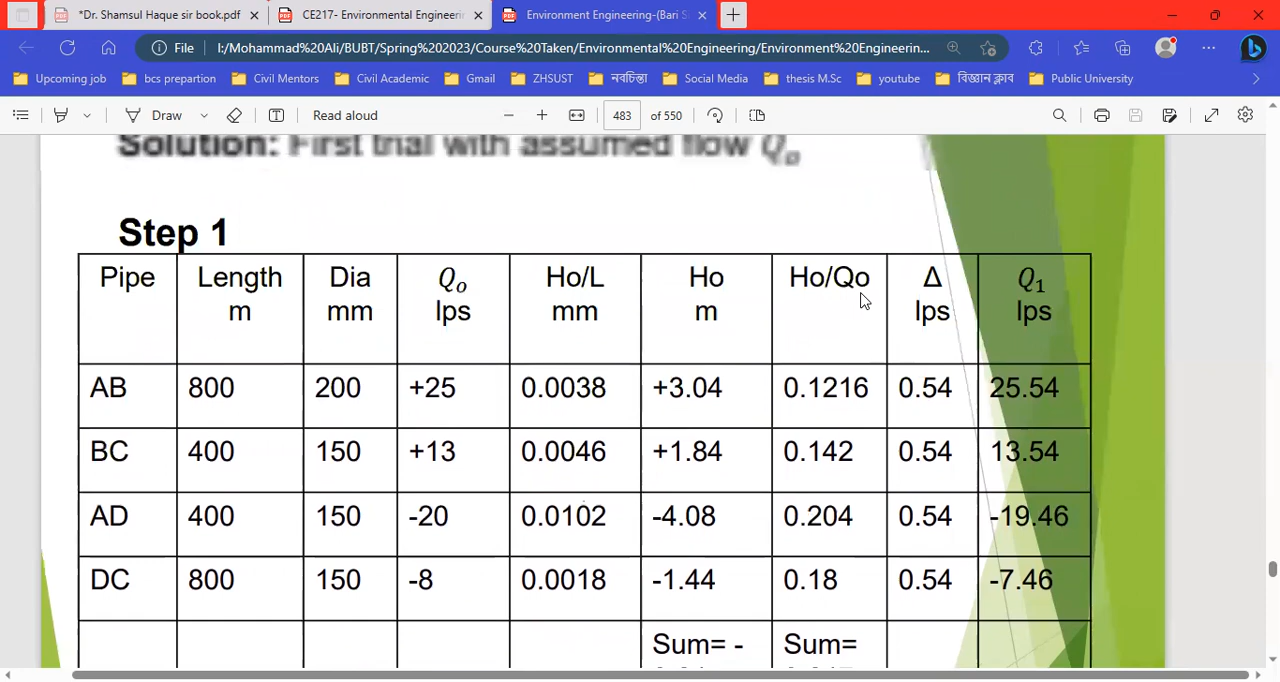 *Dr. Shamsul Haque sir book.pdf
CE217- Environmental Engineerin
Environment Engineering-(Bari S
File
I:/Mohammad%20Ali/BUBT/Spring%202023/Course%20Taken/Environmental%20Engineering/Environment%20Engineerin...
Upcoming job
bcs prepartion
Civil Mentors
Civil Academic
Gmail
ZHSUST
নবচিন্তা
Social Media
thesis M.Sc
youtube
বিজ্ঞান ক্লাব
Public University
Draw
Read aloud
483
of 550
Solution: First trial with assumed flow Qₒ
Step 1
Pipe Length m Dia mm Qₒ lps Ho/L mm Ho m Ho/Qo Δ lps Q₁ lps
AB 800 200 +25 0.0038 +3.04 0.1216 0.54 25.54
BC 400 150 +13 0.0046 +1.84 0.142 0.54 13.54
AD 400 150 -20 0.0102 -4.08 0.204 0.54 -19.46
DC 800 150 -8 0.0018 -1.44 0.18 0.54 -7.46
Sum= - Sum=